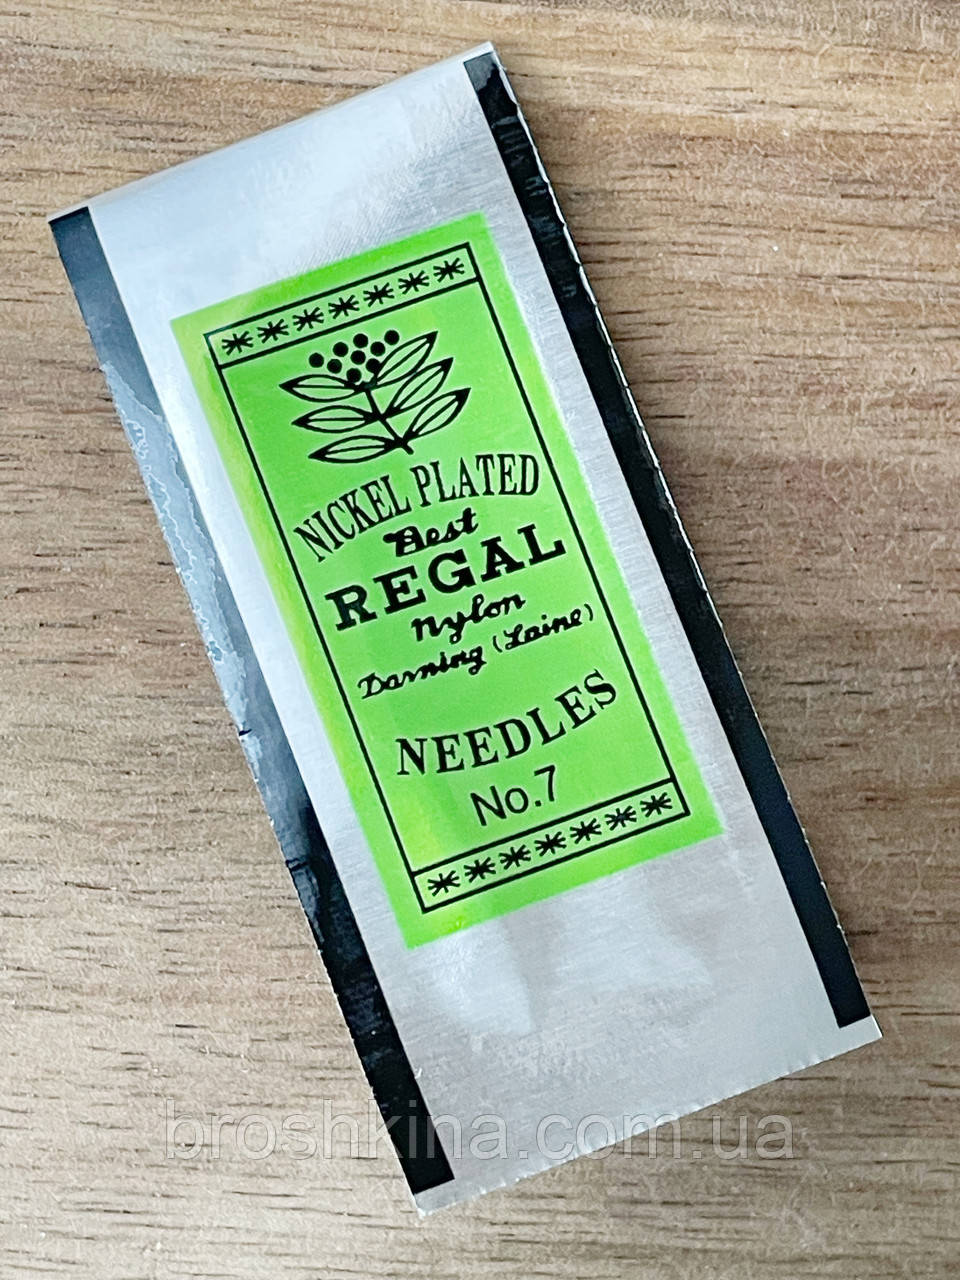 NICKEL PLATED
Best
REGAL
Nylon
Darning (Laine)
NEEDLES
No.7
broshkina.com.ua